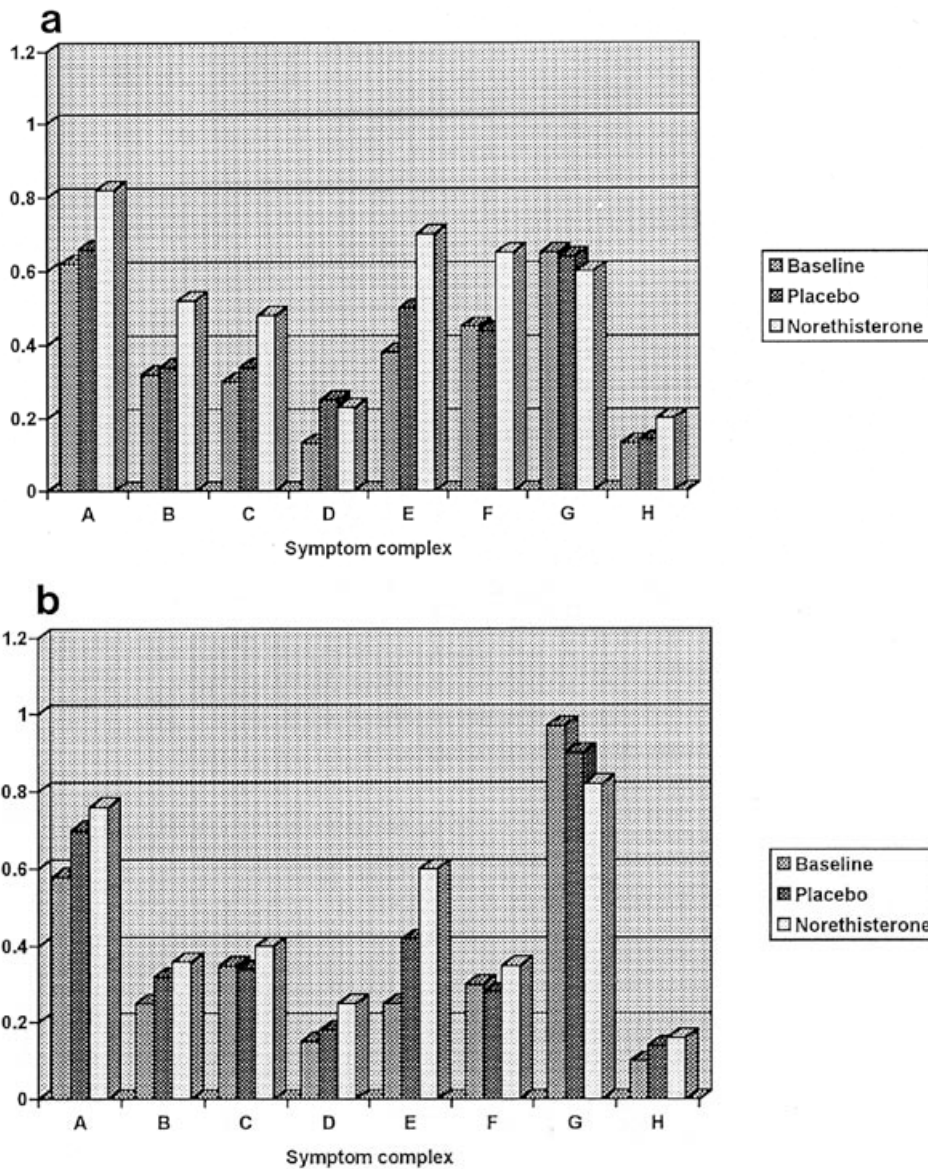 a
1.2
1
0.8
0.6
0.4
0.2
0
A B C D E F G H
Symptom complex
Baseline
Placebo
Norethisterone
b
1.2
1
0.8
0.6
0.4
0.2
0
A B C D E F G H
Symptom complex
Baseline
Placebo
Norethisterone